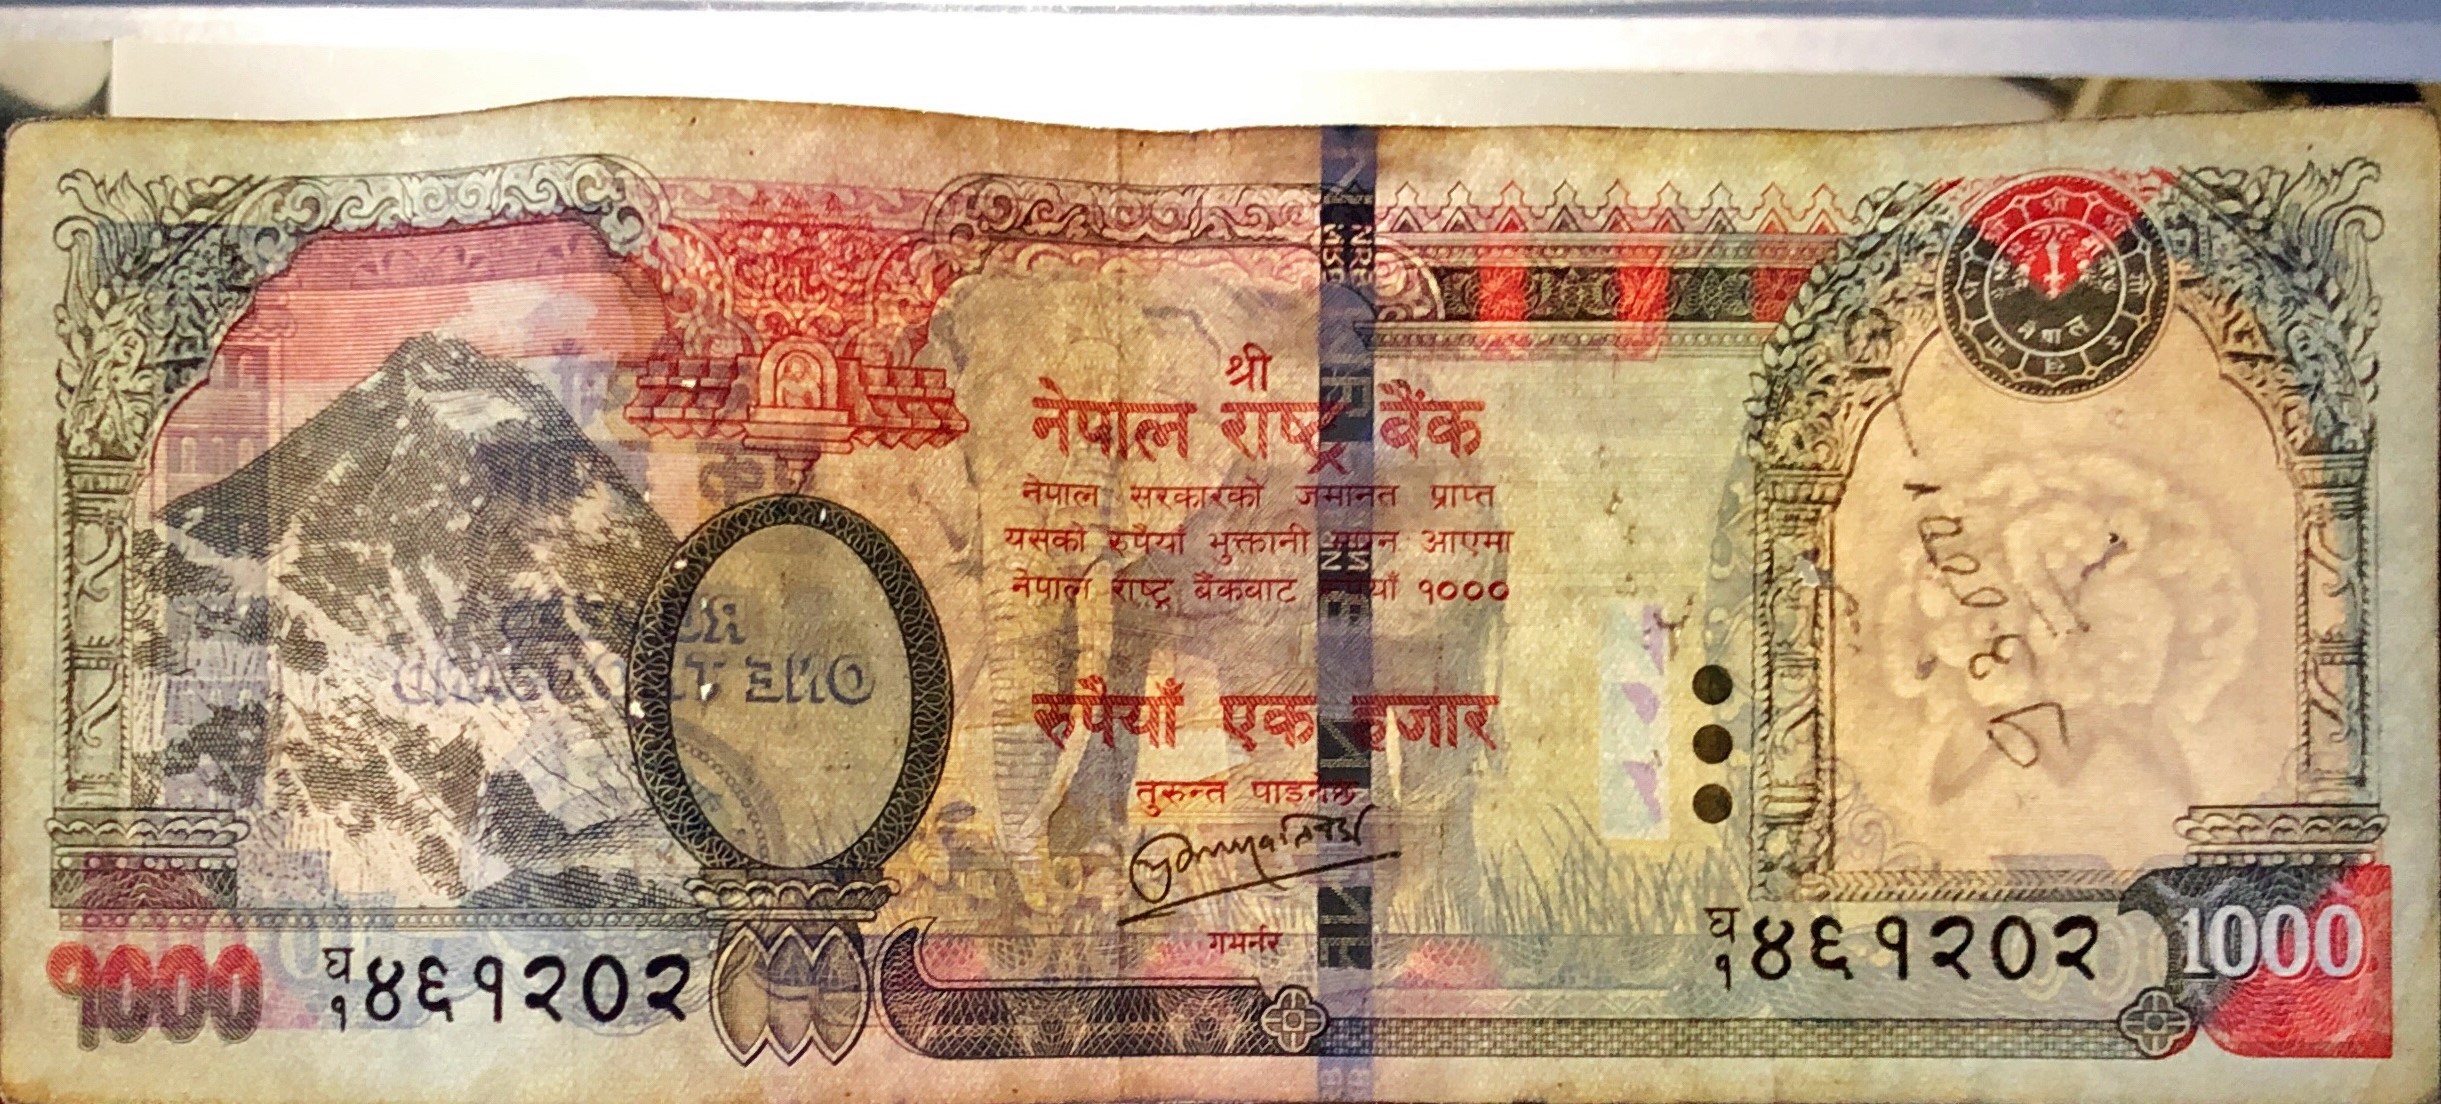 श्री
नेपाल राष्ट्र बैंक
नेपाल सरकारको जमानत प्राप्त
यसको रुपैयाँ भुक्तानी माग्न आएमा
नेपाल राष्ट्र बैंकबाट रुपैयाँ १०००
रुपैयाँ एक हजार
तुरुन्त पाइनेछ
गभर्नर
१०००
घ
१ ४६१२०२
घ
१ ४६१२०२
1000
नेपाल
NRB